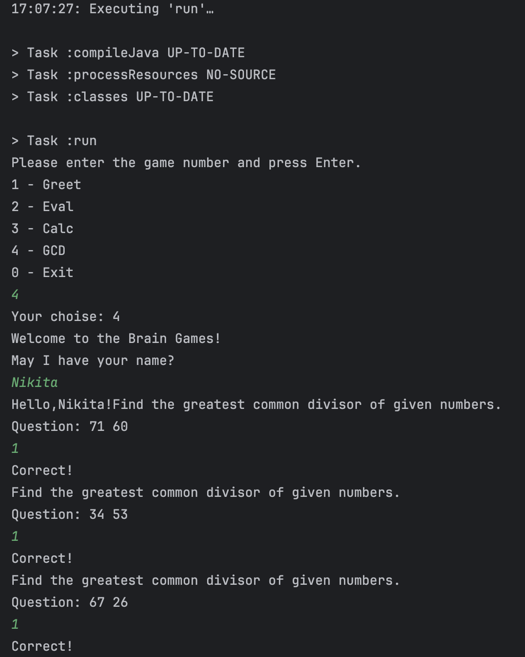 17:07:27: Executing 'run'…
> Task :compileJava UP-TO-DATE
> Task :processResources NO-SOURCE
> Task :classes UP-TO-DATE
> Task :run
Please enter the game number and press Enter.
1 - Greet
2 - Eval
3 - Calc
4 - GCD
0 - Exit
4
Your choise: 4
Welcome to the Brain Games!
May I have your name?
Nikita
Hello,Nikita!Find the greatest common divisor of given numbers.
Question: 71 60
1
Correct!
Find the greatest common divisor of given numbers.
Question: 34 53
1
Correct!
Find the greatest common divisor of given numbers.
Question: 67 26
1
Correct!